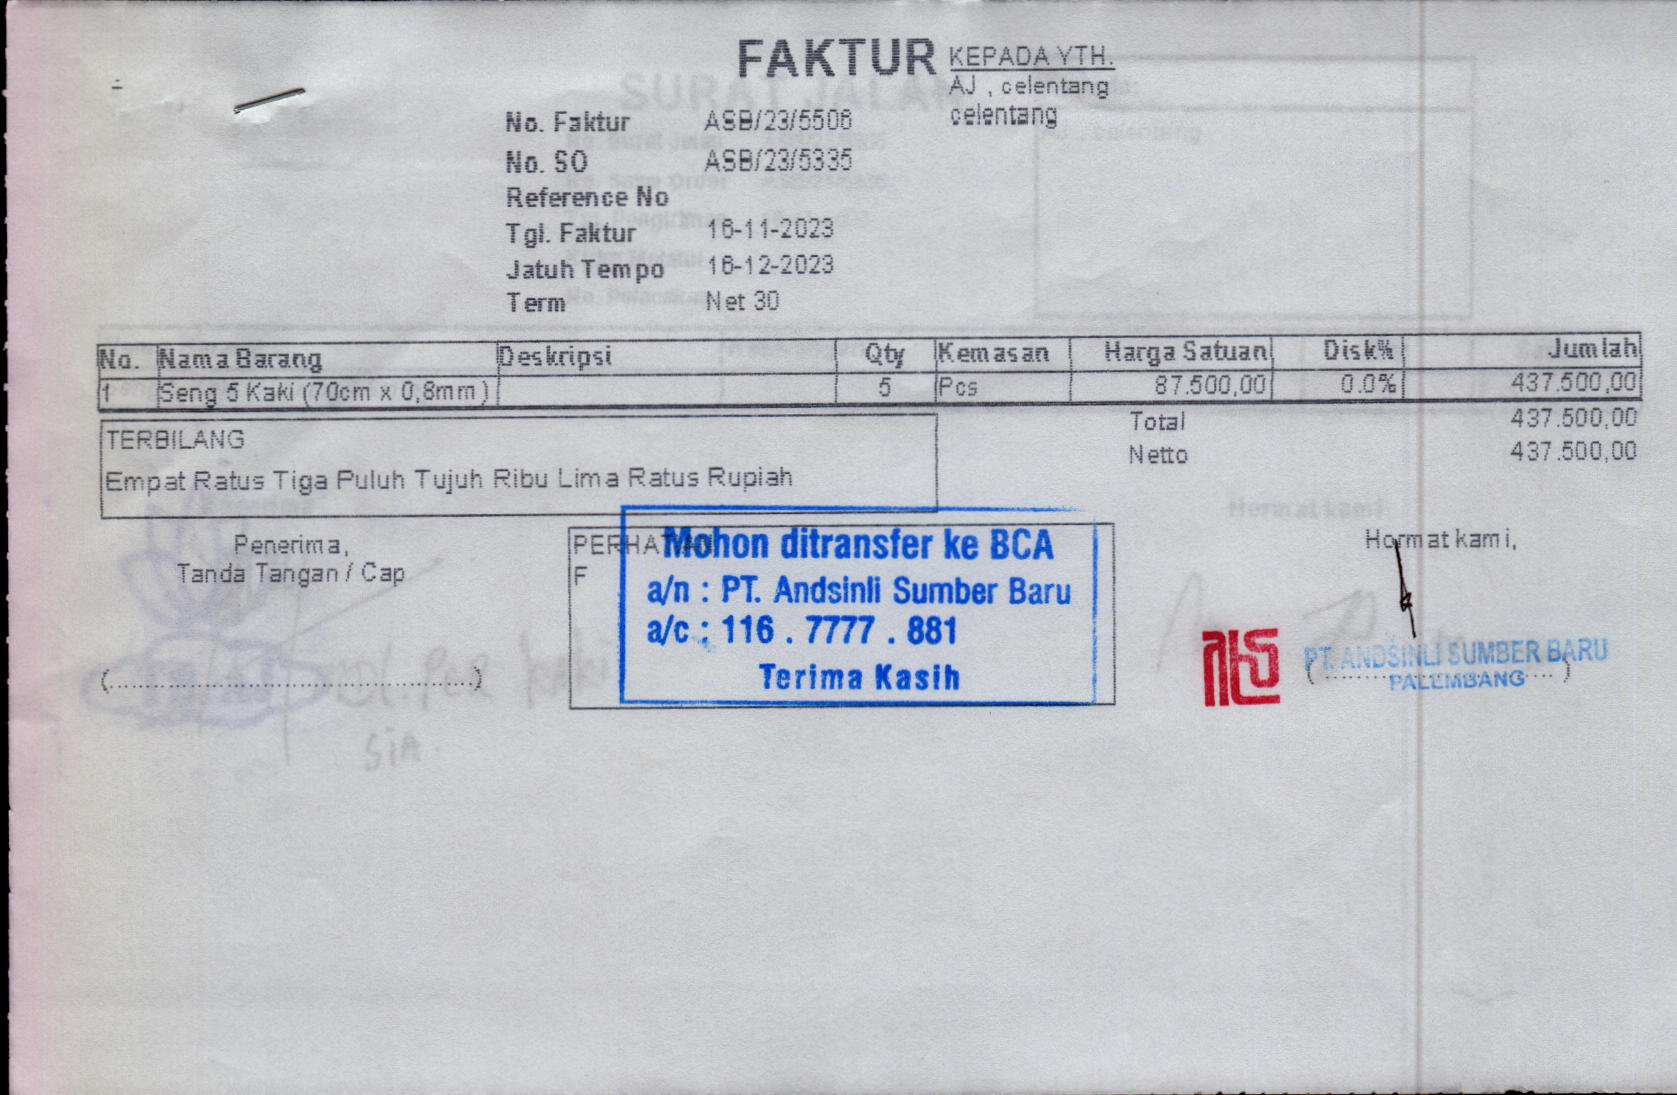 FAKTUR
KEPADA YTH.
AJ , celentang
celentang
No. Faktur ASB/23/5506
No. SO ASB/23/5335
Reference No
Tgl. Faktur 16-11-2023
Jatuh Tempo 16-12-2023
Term Net 30
No. Nama Barang Deskripsi Qty Kemasan Harga Satuan Disk% Jumlah
1 Seng 5 Kaki (70cm x 0,8mm) 5 Pcs 87.500,00 0.0% 437.500,00
Total 437.500,00
Netto 437.500,00
TERBILANG
Empat Ratus Tiga Puluh Tujuh Ribu Lima Ratus Rupiah
Penerima,
Tanda Tangan / Cap
PERHATIAN
F
Mohon ditransfer ke BCA
a/n : PT. Andsinli Sumber Baru
a/c : 116 . 7777 . 881
Terima Kasih
Hormat kami,
PT. ANDSINLI SUMBER BARU
PALEMBANG